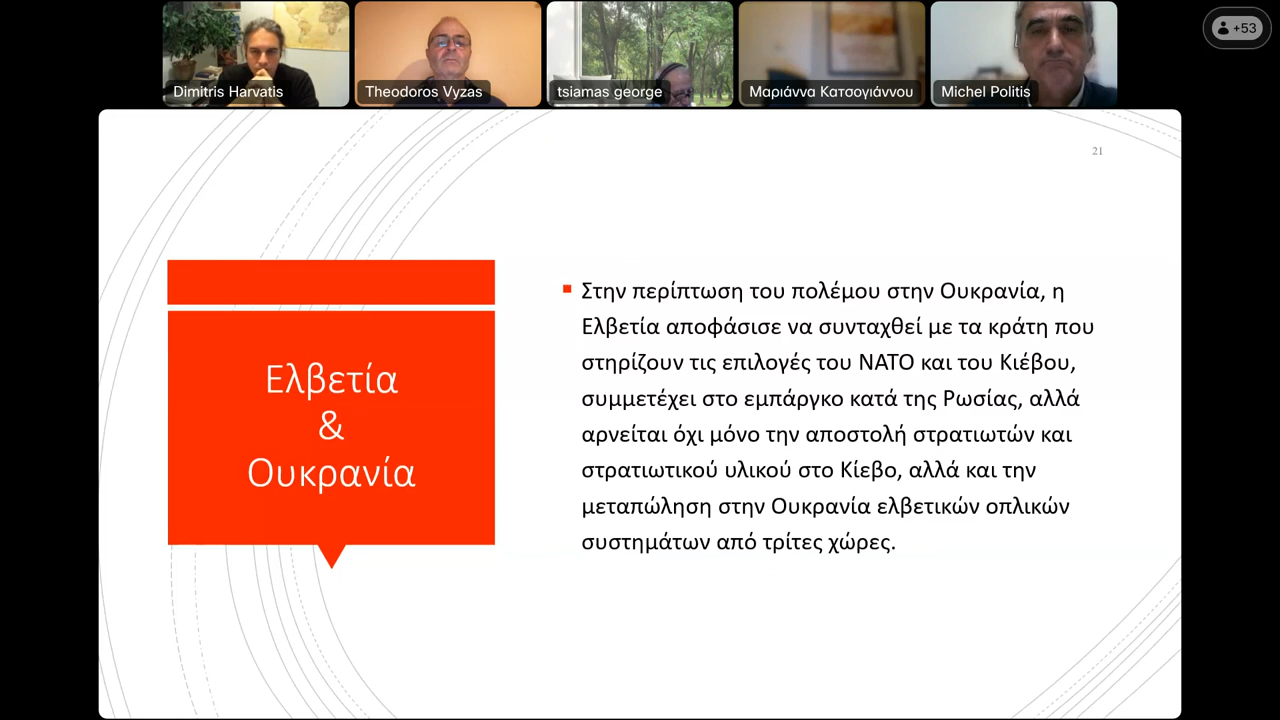 Dimitris Harvatis
Theodoros Vyzas
tsiamas george
Μαριάννα Κατσογιάννου
Michel Politis
+53
21
Ελβετία
&
Ουκρανία
Στην περίπτωση του πολέμου στην Ουκρανία, η
Ελβετία αποφάσισε να συνταχθεί με τα κράτη που
στηρίζουν τις επιλογές του ΝΑΤΟ και του Κιέβου,
συμμετέχει στο εμπάργκο κατά της Ρωσίας, αλλά
αρνείται όχι μόνο την αποστολή στρατιωτών και
στρατιωτικού υλικού στο Κίεβο, αλλά και την
μεταπώληση στην Ουκρανία ελβετικών οπλικών
συστημάτων από τρίτες χώρες.